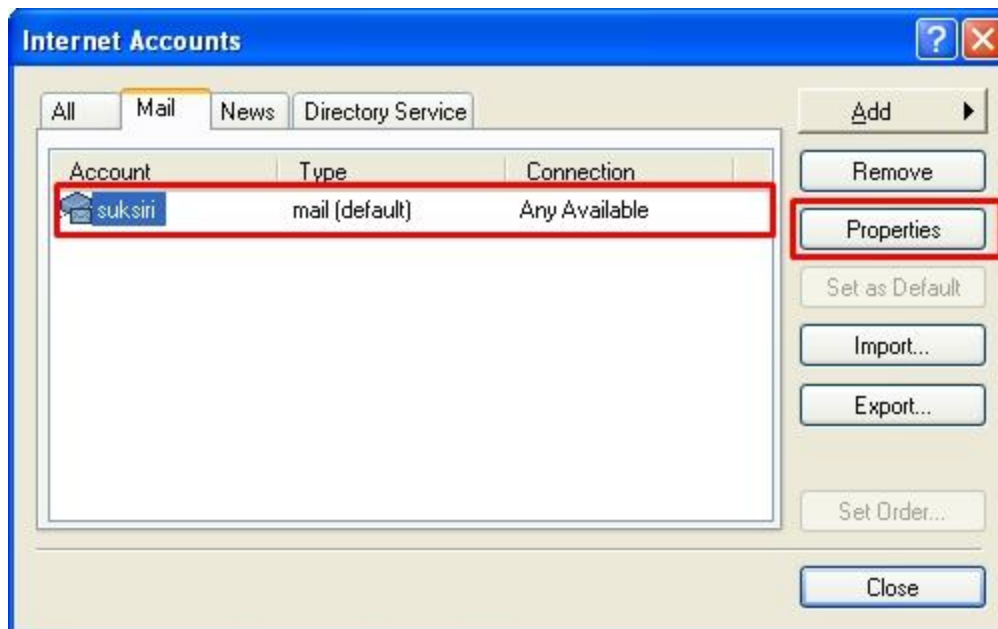 Internet Accounts
All Mail News Directory Service
Add
Account Type Connection
Remove
suksiri mail (default) Any Available
Properties
Set as Default
Import...
Export...
Set Order...
Close